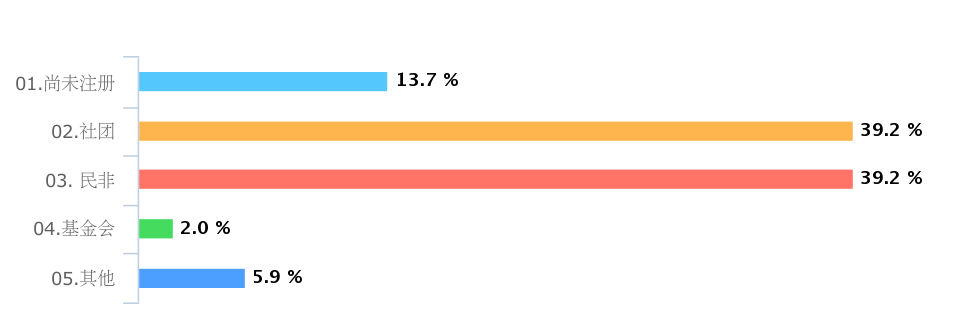 01.尚未注册 13.7 %
02.社团 39.2 %
03. 民非 39.2 %
04.基金会 2.0 %
05.其他 5.9 %